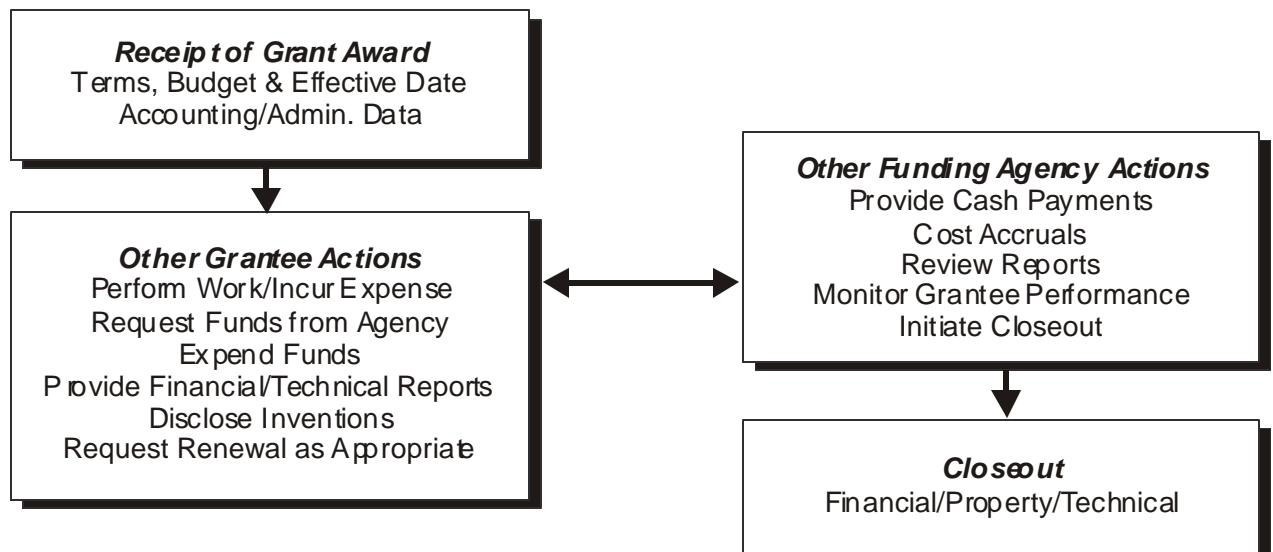 Receipt of Grant Award
Terms, Budget & Effective Date
Accounting/Admin. Data
Other Grantee Actions
Perform Work/Incur Expense
Request Funds from Agency
Expend Funds
Provide Financial/Technical Reports
Disclose Inventions
Request Renewal as Appropriate
Other Funding Agency Actions
Provide Cash Payments
Cost Accruals
Review Reports
Monitor Grantee Performance
Initiate Closeout
Closeout
Financial/Property/Technical